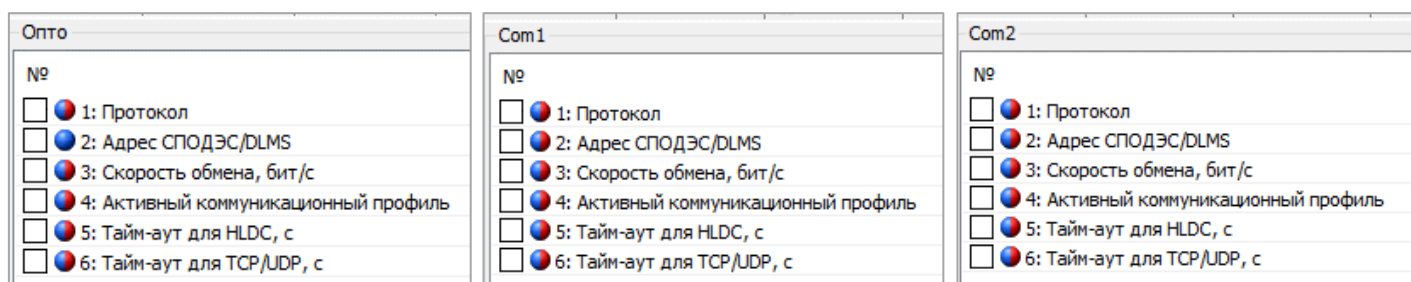 Опто
№
1: Протокол
2: Адрес СПОДЭС/DLMS
3: Скорость обмена, бит/с
4: Активный коммуникационный профиль
5: Тайм-аут для HLDC, с
6: Тайм-аут для TCP/UDP, с
Com1
№
1: Протокол
2: Адрес СПОДЭС/DLMS
3: Скорость обмена, бит/с
4: Активный коммуникационный профиль
5: Тайм-аут для HLDC, с
6: Тайм-аут для TCP/UDP, с
Com2
№
1: Протокол
2: Адрес СПОДЭС/DLMS
3: Скорость обмена, бит/с
4: Активный коммуникационный профиль
5: Тайм-аут для HLDC, с
6: Тайм-аут для TCP/UDP, с